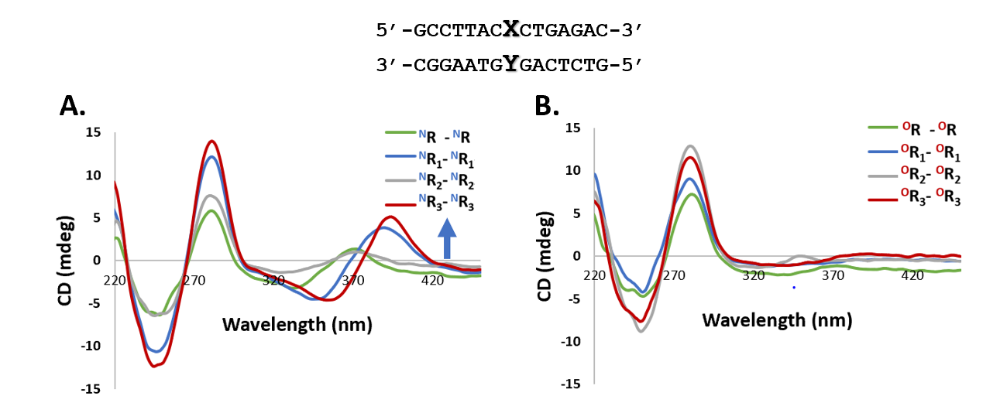 5′-GCCTTACXCTGAGAC-3′
3′-CGGAATGYGACTCTG-5′
A.
15
10
5
0
-5
-10
-15
220
270
320
370
420
CD (mdeg)
Wavelength (nm)
ᴺR - ᴺR
ᴺR₁- ᴺR₁
ᴺR₂- ᴺR₂
ᴺR₃- ᴺR₃
B.
15
10
5
0
-5
-10
-15
220
270
320
370
420
CD (mdeg)
Wavelength (nm)
ᴼR - ᴼR
ᴼR₁- ᴼR₁
ᴼR₂- ᴼR₂
ᴼR₃- ᴼR₃